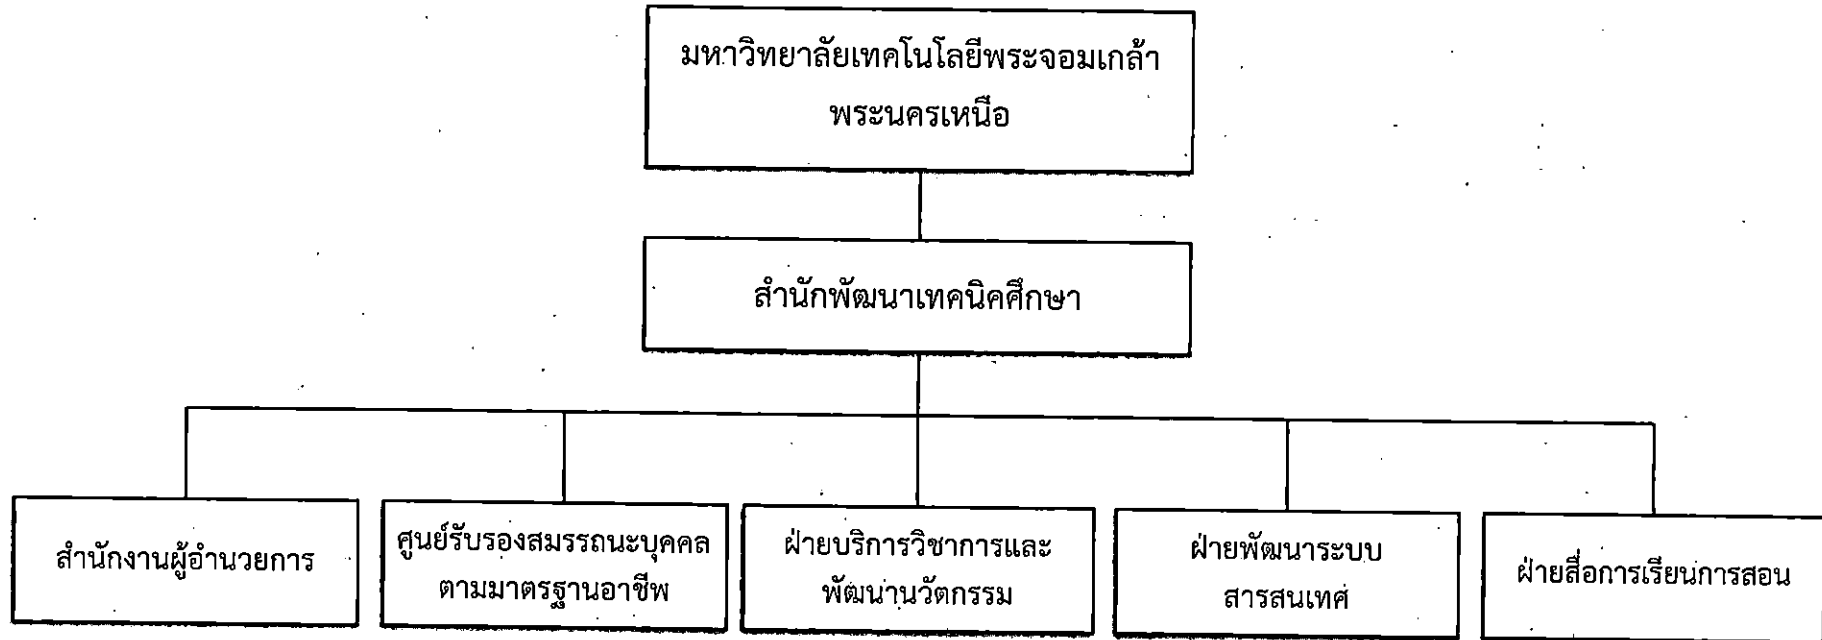 มหาวิทยาลัยเทคโนโลยีพระจอมเกล้า
พระนครเหนือ
สำนักพัฒนาเทคนิคศึกษา
สำนักงานผู้อำนวยการ
ศูนย์รับรองสมรรถนะบุคคล
ตามมาตรฐานอาชีพ
ฝ่ายบริการวิชาการและ
พัฒนานวัตกรรม
ฝ่ายพัฒนาระบบ
สารสนเทศ
ฝ่ายสื่อการเรียนการสอน